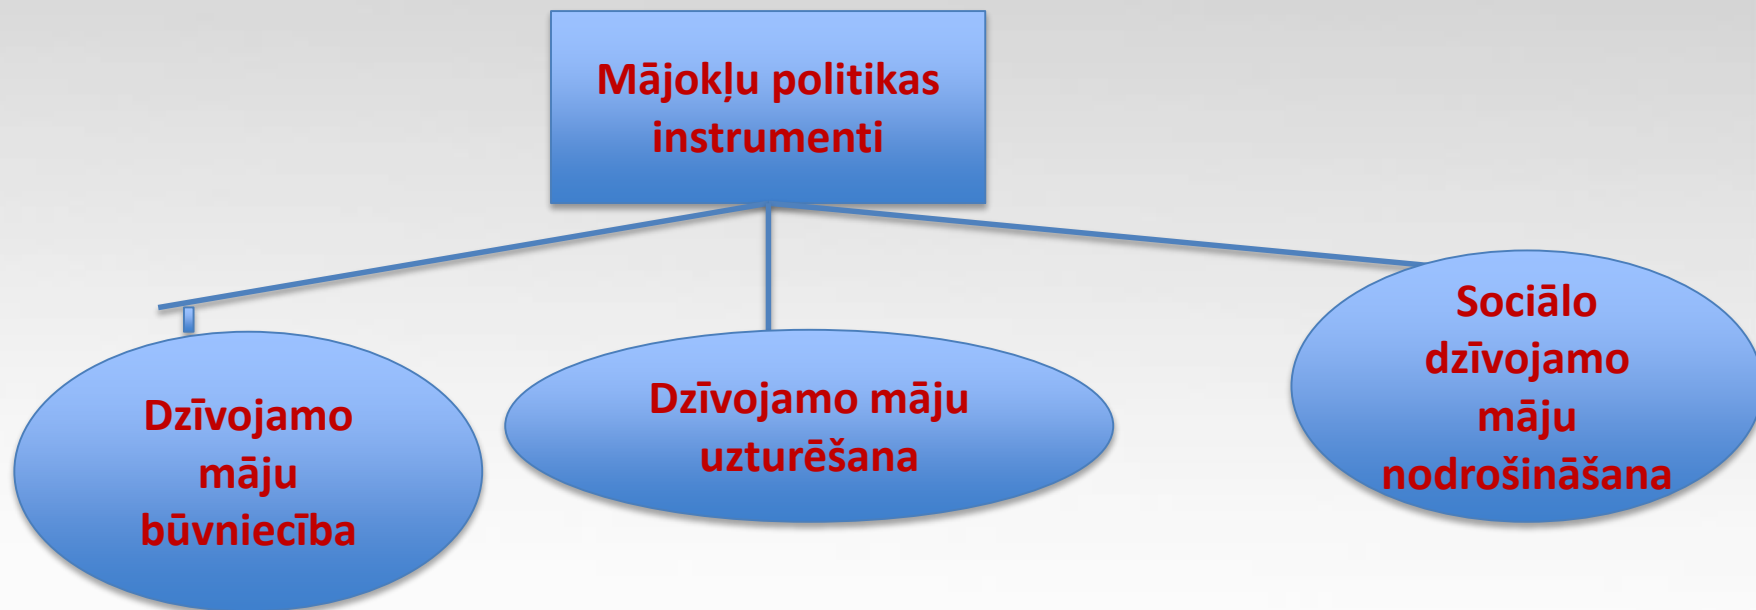 Mājokļu politikas
instrumenti
Dzīvojamo
māju
būvniecība
Dzīvojamo māju
uzturēšana
Sociālo
dzīvojamo
māju
nodrošināšana